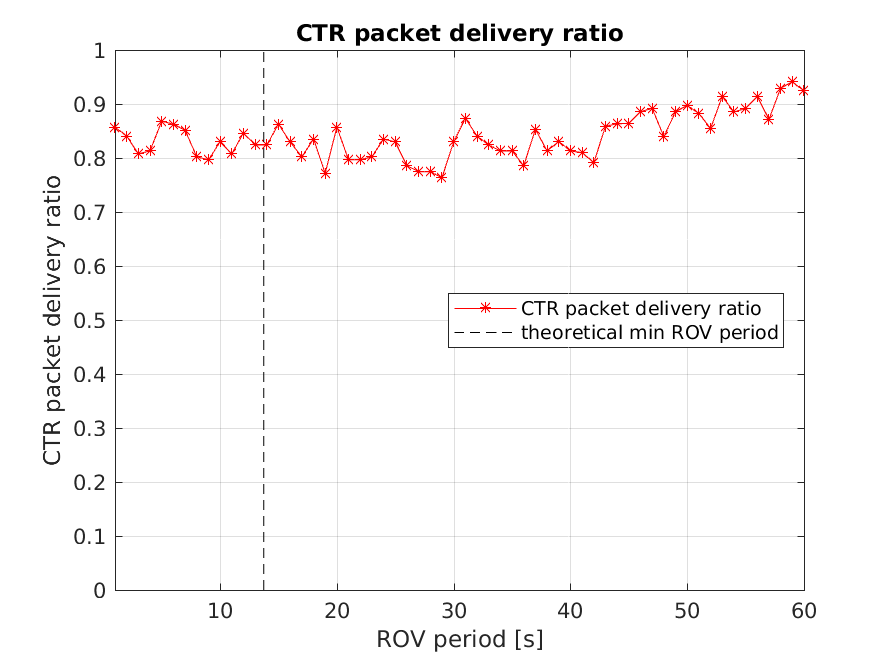 CTR packet delivery ratio
1
0.9
0.8
0.7
0.6
0.5
0.4
0.3
0.2
0.1
0
CTR packet delivery ratio
CTR packet delivery ratio
theoretical min ROV period
10 20 30 40 50 60
ROV period [s]